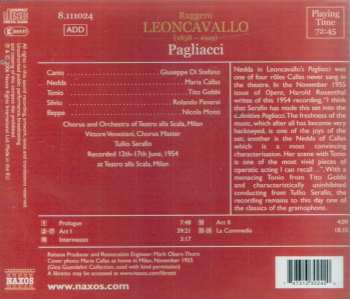 8.111024
ADD
Ruggero
LEONCAVALLO
Pagliacci
Playing
Time
72:45
Canio Giuseppe Di Stefano
Nedda Maria Callas
Tonio Tito Gobbi
Silvio Rolando Panerai
Beppe Nicola Monti
Chorus and Orchestra of Teatro alla Scala, Milan
Vittore Veneziani, Chorus Master
Tullio Serafin
Recorded 12th-17th June, 1954
at Teatro alla Scala, Milan
Nedda in Leoncavallo's Pagliacci was
one of four rôles Callas never sang in
the theatre. In the November 1955
issue of Opera, Harold Rosenthal
writes of this 1954 recording, "I think
that Serafin has made this set into the
definitive Pagliacci. The freshness of the
music, which after all has become very
hackneyed, is one of the joys of the
set; another is the Nedda of Callas
which is a most convincing
characterisation. Her scene with Tonio
is one of the most vivid pieces of
operatic acting I can recall ...". With a
menacing Tonio from Tito Gobbi
and characteristically uninhibited
conducting from Tullio Serafin, the
recording remains to this day one of
the classics of the gramophone.
1 Prologue 7:48
Act I 39:21
Intermezzo 3:17
Act II
La Commedia 18:10
Reissue Producer and Restoration Engineer: Mark Obert-Thorn
Cover photo: Maria Callas at home in Milan, November 1955
A libretto may be accessed at www.naxos.com/libretti
NAXOS
www.naxos.com
NAXOS